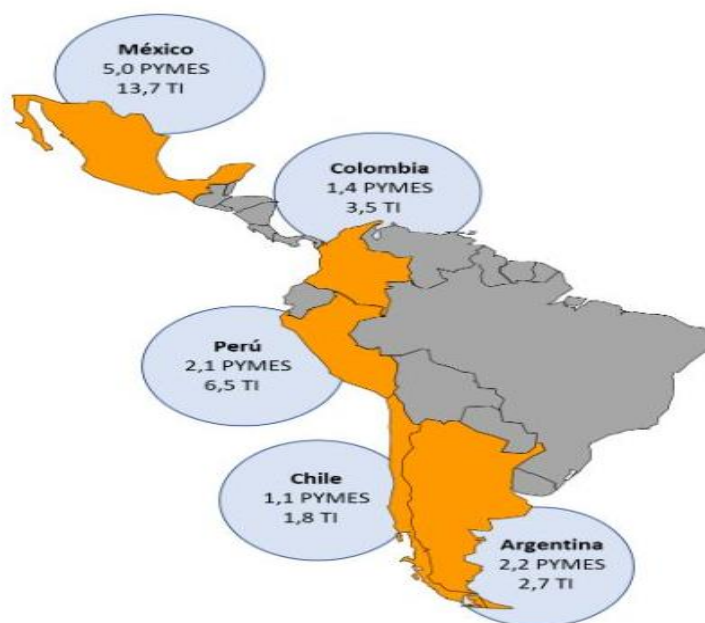 México
5,0 PYMES
13,7 TI
Colombia
1,4 PYMES
3,5 TI
Perú
2,1 PYMES
6,5 TI
Chile
1,1 PYMES
1,8 TI
Argentina
2,2 PYMES
2,7 TI